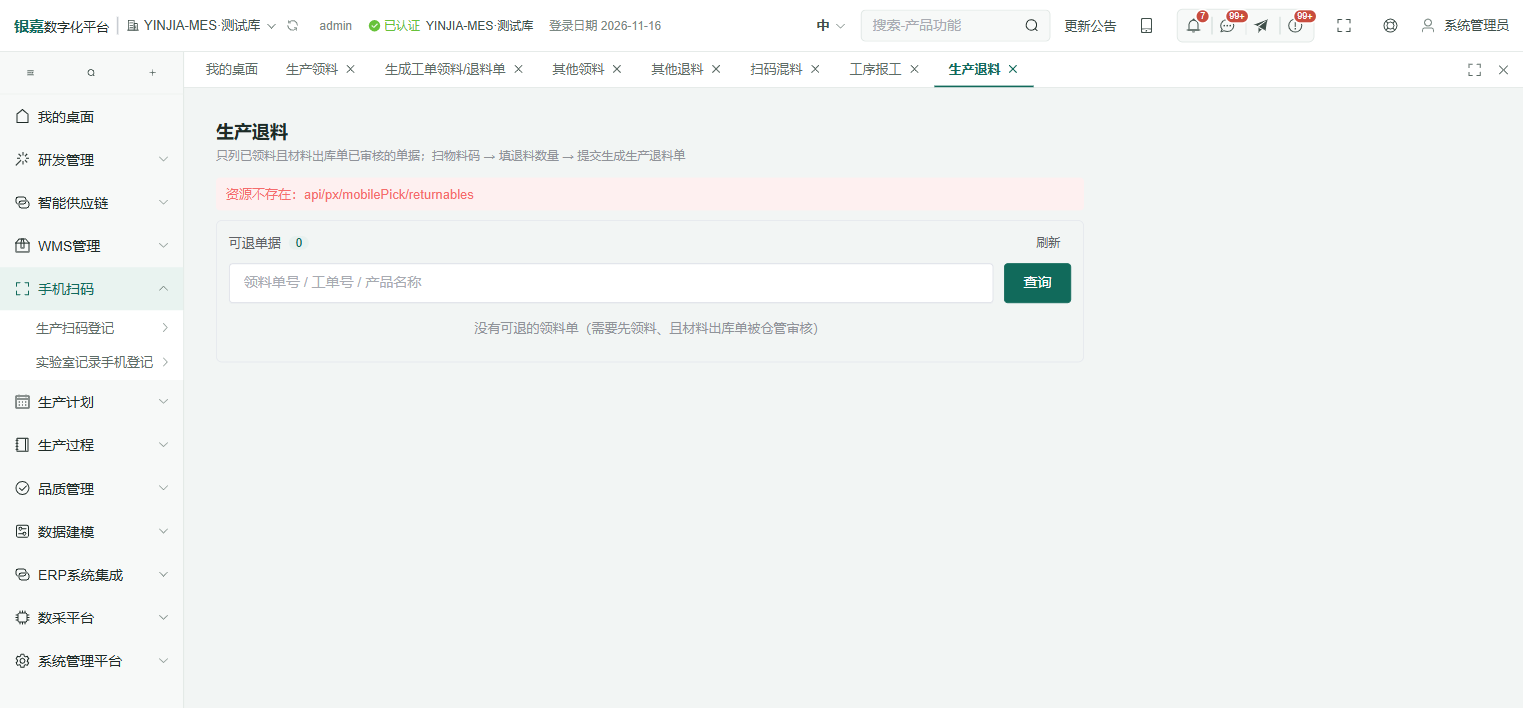 银嘉数字化平台 YINJIA-MES·测试库 admin 已认证 YINJIA-MES·测试库 登录日期 2026-11-16 中 搜索-产品功能 更新公告 7 99+ 99+ 系统管理员
我的桌面 生产领料 生成工单领料/退料单 其他领料 其他退料 扫码混料 工序报工 生产退料
我的桌面
研发管理
智能供应链
WMS管理
手机扫码
生产扫码登记
实验室记录手机登记
生产计划
生产过程
品质管理
数据建模
ERP系统集成
数采平台
系统管理平台
生产退料
只列已领料且材料出库单已审核的单据；扫物料码 → 填退料数量 → 提交生成生产退料单
资源不存在：api/px/mobilePick/returnables
可退单据 0 刷新
领料单号 / 工单号 / 产品名称 查询
没有可退的领料单（需要先领料、且材料出库单被仓管审核）